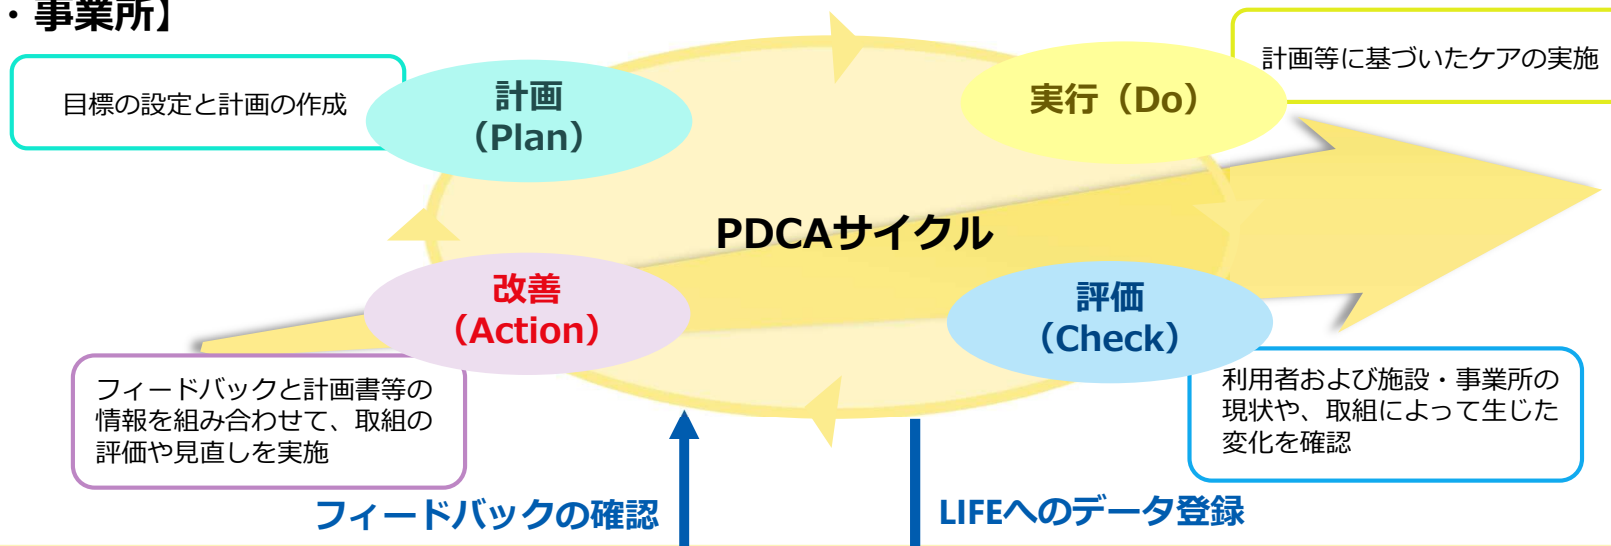 ・事業所】
目標の設定と計画の作成
計画
（Plan）
実行（Do）
計画等に基づいたケアの実施
PDCAサイクル
改善
（Action）
評価
（Check）
フィードバックと計画書等の
情報を組み合わせて、取組の
評価や見直しを実施
利用者および施設・事業所の
現状や、取組によって生じた
変化を確認
フィードバックの確認
LIFEへのデータ登録